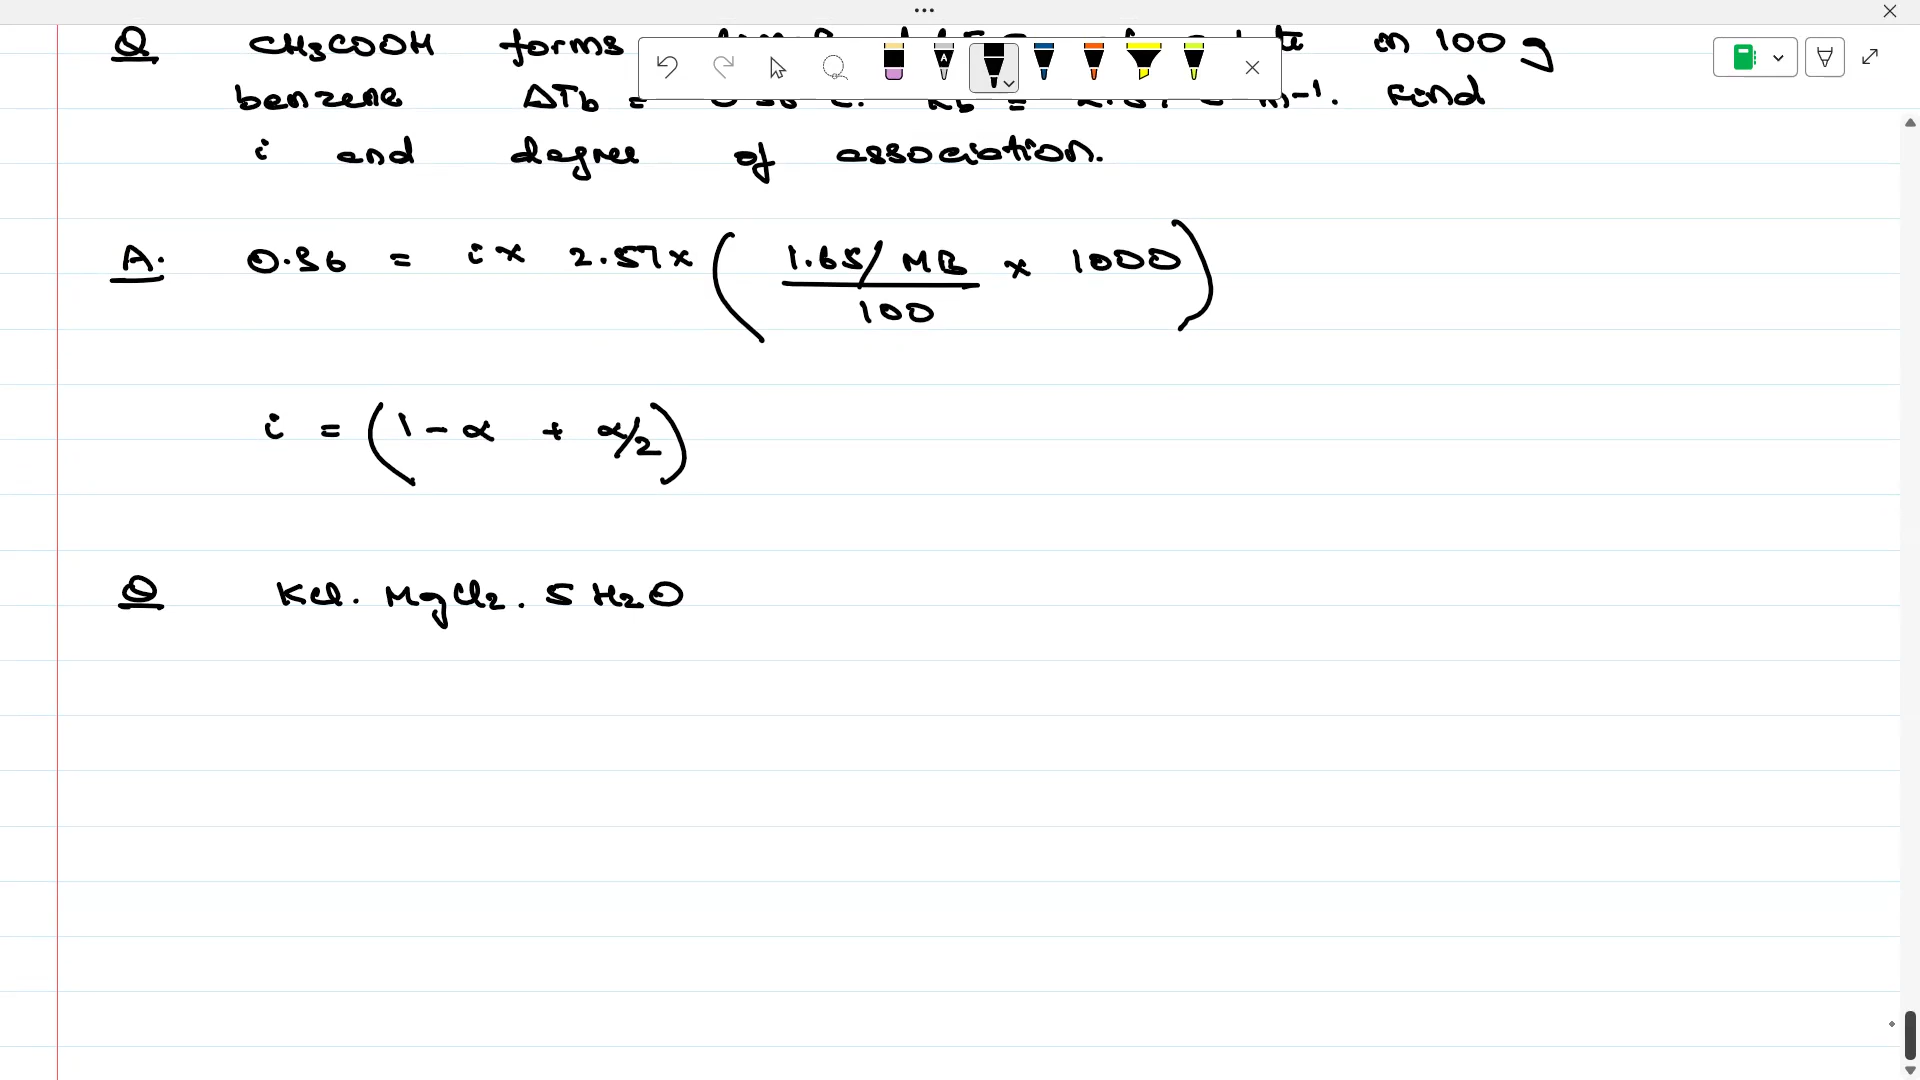 Q CH3COOH forms in 100 g
benzene ΔTb = Find
i and degree of association.
A. 0.36 = i x 2.57 x ( 1.65/MB / 100 x 1000 )
i = (1 - α + α/2)
Q KCl. MgCl2. 5 H2O